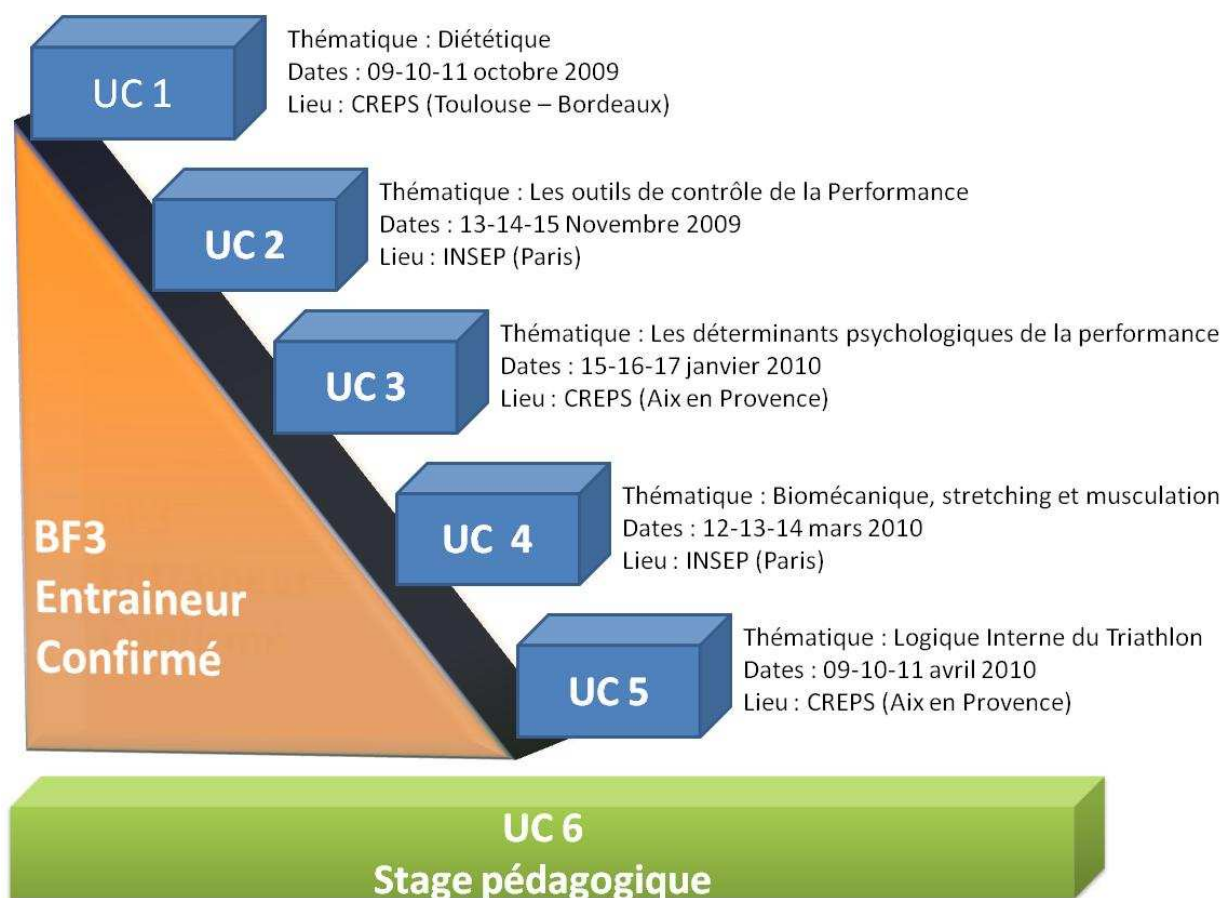 UC 1
Thématique : Diététique
Dates : 09-10-11 octobre 2009
Lieu : CREPS (Toulouse – Bordeaux)
UC 2
Thématique : Les outils de contrôle de la Performance
Dates : 13-14-15 Novembre 2009
Lieu : INSEP (Paris)
UC 3
Thématique : Les déterminants psychologiques de la performance
Dates : 15-16-17 janvier 2010
Lieu : CREPS (Aix en Provence)
UC 4
Thématique : Biomécanique, stretching et musculation
Dates : 12-13-14 mars 2010
Lieu : INSEP (Paris)
BF3
Entraineur
Confirmé
UC 5
Thématique : Logique Interne du Triathlon
Dates : 09-10-11 avril 2010
Lieu : CREPS (Aix en Provence)
UC 6
Stage pédagogique